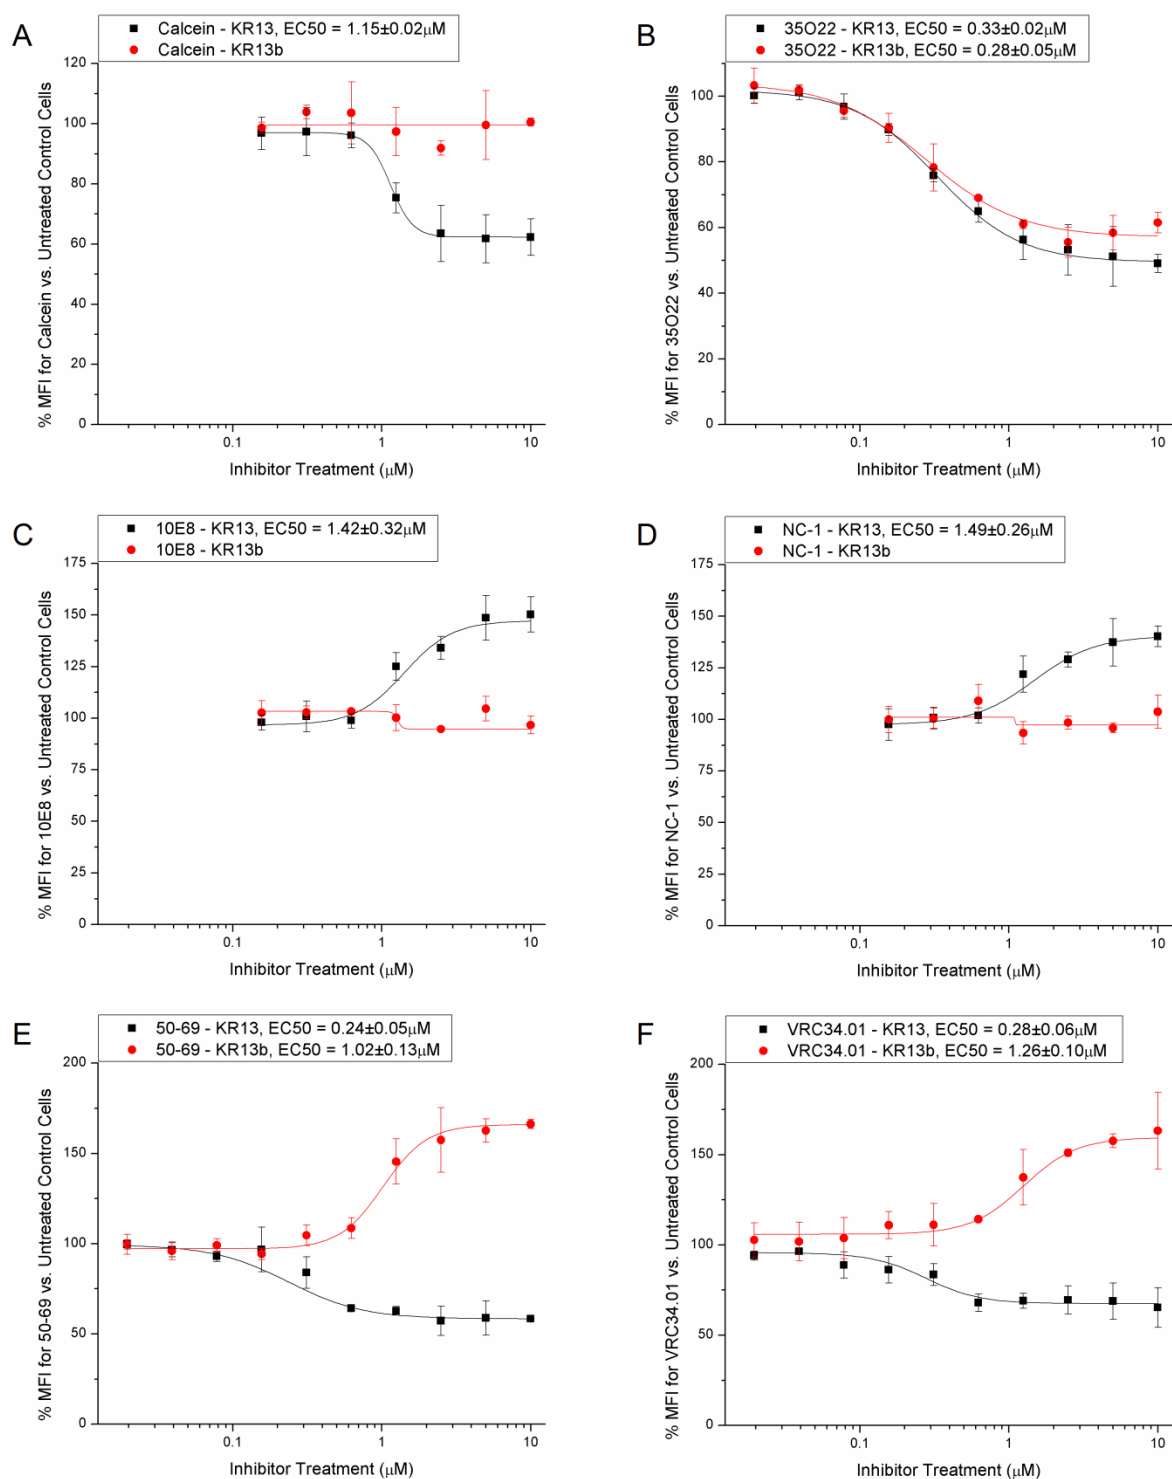 A
Calcein - KR13, EC50 = 1.15±0.02μM
Calcein - KR13b
% MFI for Calcein vs. Untreated Control Cells
120
100
80
60
40
20
0
0.1
1
10
Inhibitor Treatment (μM)
B
35O22 - KR13, EC50 = 0.33±0.02μM
35O22 - KR13b, EC50 = 0.28±0.05μM
% MFI for 35O22 vs. Untreated Control Cells
100
80
60
40
20
0
0.1
1
10
Inhibitor Treatment (μM)
C
10E8 - KR13, EC50 = 1.42±0.32μM
10E8 - KR13b
% MFI for 10E8 vs. Untreated Control Cells
175
150
125
100
75
50
25
0
0.1
1
10
Inhibitor Treatment (μM)
D
NC-1 - KR13, EC50 = 1.49±0.26μM
NC-1 - KR13b
% MFI for NC-1 vs. Untreated Control Cells
175
150
125
100
75
50
25
0
0.1
1
10
Inhibitor Treatment (μM)
E
50-69 - KR13, EC50 = 0.24±0.05μM
50-69 - KR13b, EC50 = 1.02±0.13μM
% MFI for 50-69 vs. Untreated Control Cells
200
150
100
50
0
0.1
1
10
Inhibitor Treatment (μM)
F
VRC34.01 - KR13, EC50 = 0.28±0.06μM
VRC34.01 - KR13b, EC50 = 1.26±0.10μM
% MFI for VRC34.01 vs. Untreated Control Cells
200
150
100
50
0
0.1
1
10
Inhibitor Treatment (μM)